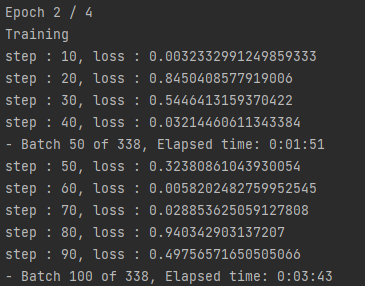 Epoch 2 / 4
Training
step : 10, loss : 0.0032332991249859333
step : 20, loss : 0.8450408577919006
step : 30, loss : 0.5446413159370422
step : 40, loss : 0.03214460611343384
- Batch 50 of 338, Elapsed time: 0:01:51
step : 50, loss : 0.32380861043930054
step : 60, loss : 0.0058202482759952545
step : 70, loss : 0.028853625059127808
step : 80, loss : 0.940342903137207
step : 90, loss : 0.49756571650505066
- Batch 100 of 338, Elapsed time: 0:03:43